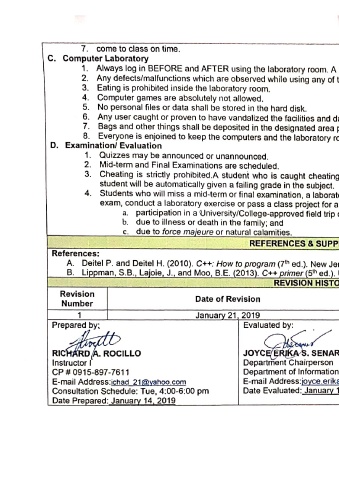 7. come to class on time.
C. Computer Laboratory
1. Always log in BEFORE and AFTER using the laboratory room. A
2. Any defects/malfunctions which are observed while using any of t
3. Eating is prohibited inside the laboratory room.
4. Computer games are absolutely not allowed.
5. No personal files or data shall be stored in the hard disk.
6. Any user caught or proven to have vandalized the facilities and d
7. Bags and other things shall be deposited in the designated area p
8. Everyone is enjoined to keep the computers and the laboratory ro
D. Examination/ Evaluation
1. Quizzes may be announced or unannounced.
2. Mid-term and Final Examinations are scheduled.
3. Cheating is strictly prohibited.A student who is caught cheating
student will be automatically given a failing grade in the subject.
4. Students who will miss a mid-term or final examination, a laborat
exam, conduct a laboratory exercise or pass a class project for a
a. participation in a University/College-approved field trip
b. due to illness or death in the family; and
c. due to force majeure or natural calamities.
REFERENCES & SUPP
References:
A. Deitel P. and Deitel H. (2010). C++: How to program (7th ed.). New Jer
B. Lippman, S.B., Lajoie, J., and Moo, B.E. (2013). C++ primer (5th ed.).
REVISION HISTO
Revision Number
Date of Revision
1
January 21, 2019
Prepared by:
RICHARD A. ROCILLO
Instructor I
CP # 0915-897-7611
E-mail Address:ichad_21@yahoo.com
Consultation Schedule: Tue, 4:00-6:00 pm
Date Prepared: January 14, 2019
Evaluated by:
JOYCE ERIKA S. SENAR
Department Chairperson
Department of Information
E-mail Address:joyce.erika
Date Evaluated: January 1